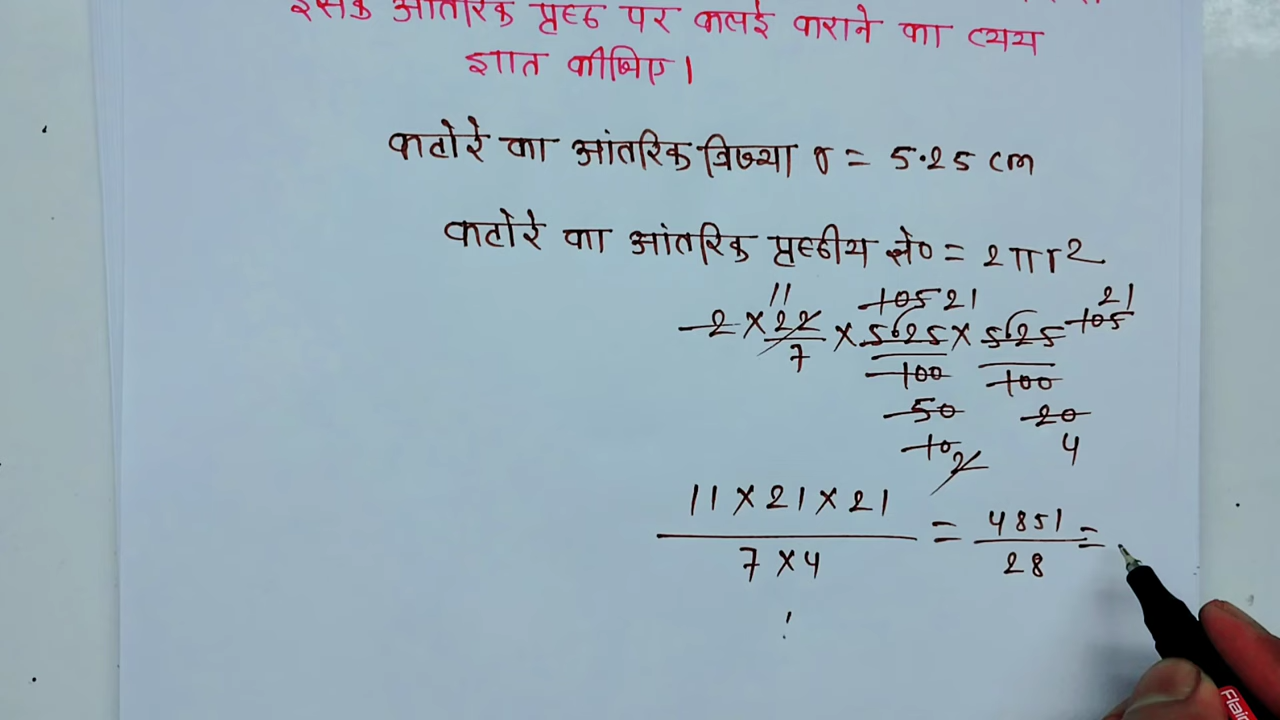 इसके आंतरिक पृष्ठ पर कलई कराने का व्यय
ज्ञात कीजिए।
कटोरे का आंतरिक त्रिज्या r = 5.25 cm
कटोरे का आंतरिक पृष्ठीय क्षे० = 2πr2
11 105 21 21
2 × 22 × 525 × 525 105
7 100 100
50 20
10 2 4
11 × 21 × 21 = 4851 =
7 × 4 28
Flair